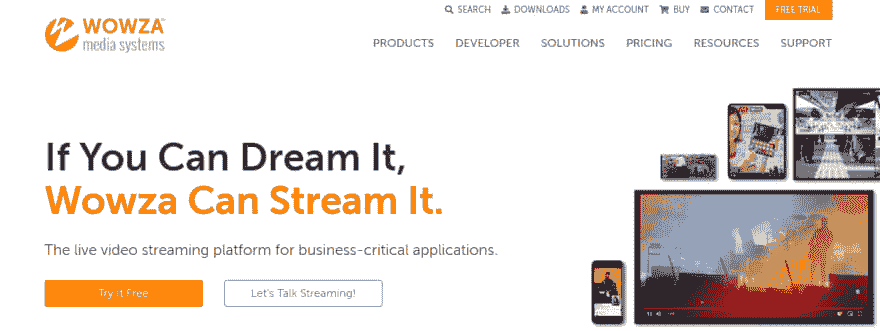 SEARCH DOWNLOADS MY ACCOUNT BUY CONTACT FREE TRIAL
WOWZA
media systems
PRODUCTS DEVELOPER SOLUTIONS PRICING RESOURCES SUPPORT
If You Can Dream It,
Wowza Can Stream It.
The live video streaming platform for business-critical applications.
Try it Free Let's Talk Streaming!